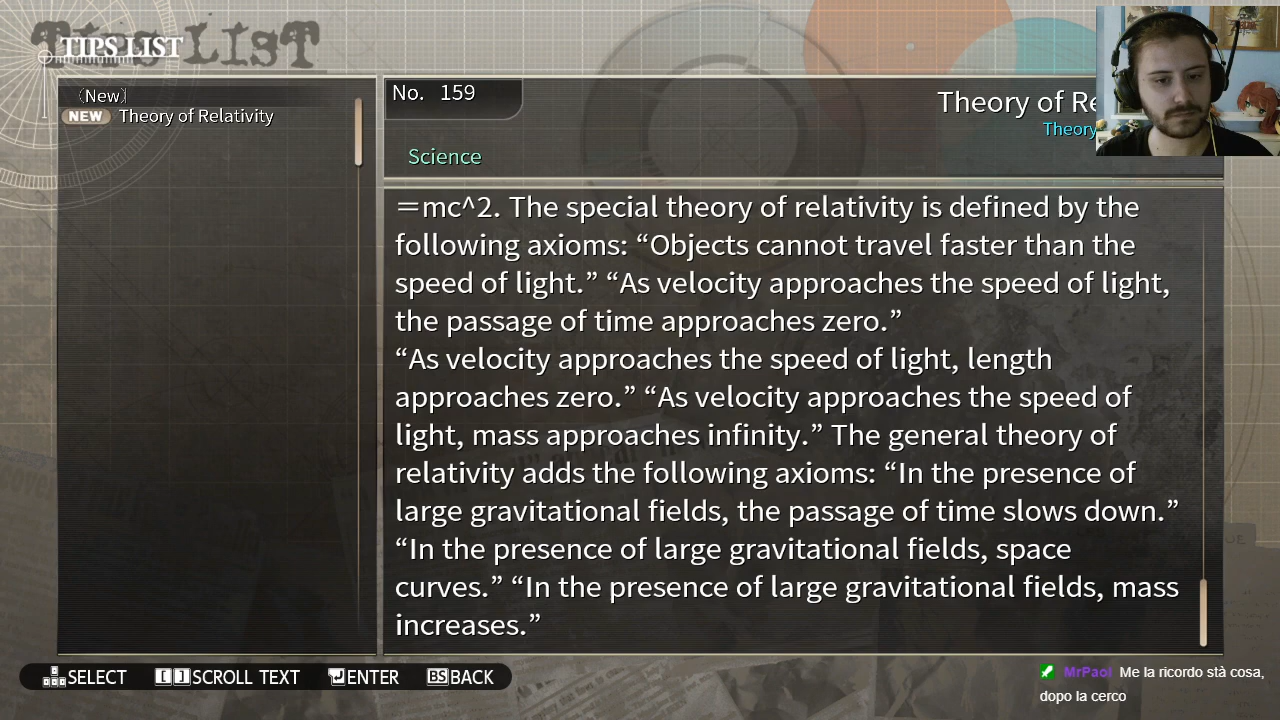 TIPS LIST
TIPS LIST
〔New〕
NEW Theory of Relativity
No. 159
Theory of Re
Theory
Science
＝mc^2. The special theory of relativity is defined by the
following axioms: “Objects cannot travel faster than the
speed of light.” “As velocity approaches the speed of light,
the passage of time approaches zero.”
“As velocity approaches the speed of light, length
approaches zero.” “As velocity approaches the speed of
light, mass approaches infinity.” The general theory of
relativity adds the following axioms: “In the presence of
large gravitational fields, the passage of time slows down.”
“In the presence of large gravitational fields, space
curves.” “In the presence of large gravitational fields, mass
increases.”
SELECT [ ] SCROLL TEXT ENTER BS BACK
MrPaol Me la ricordo stà cosa,
dopo la cerco